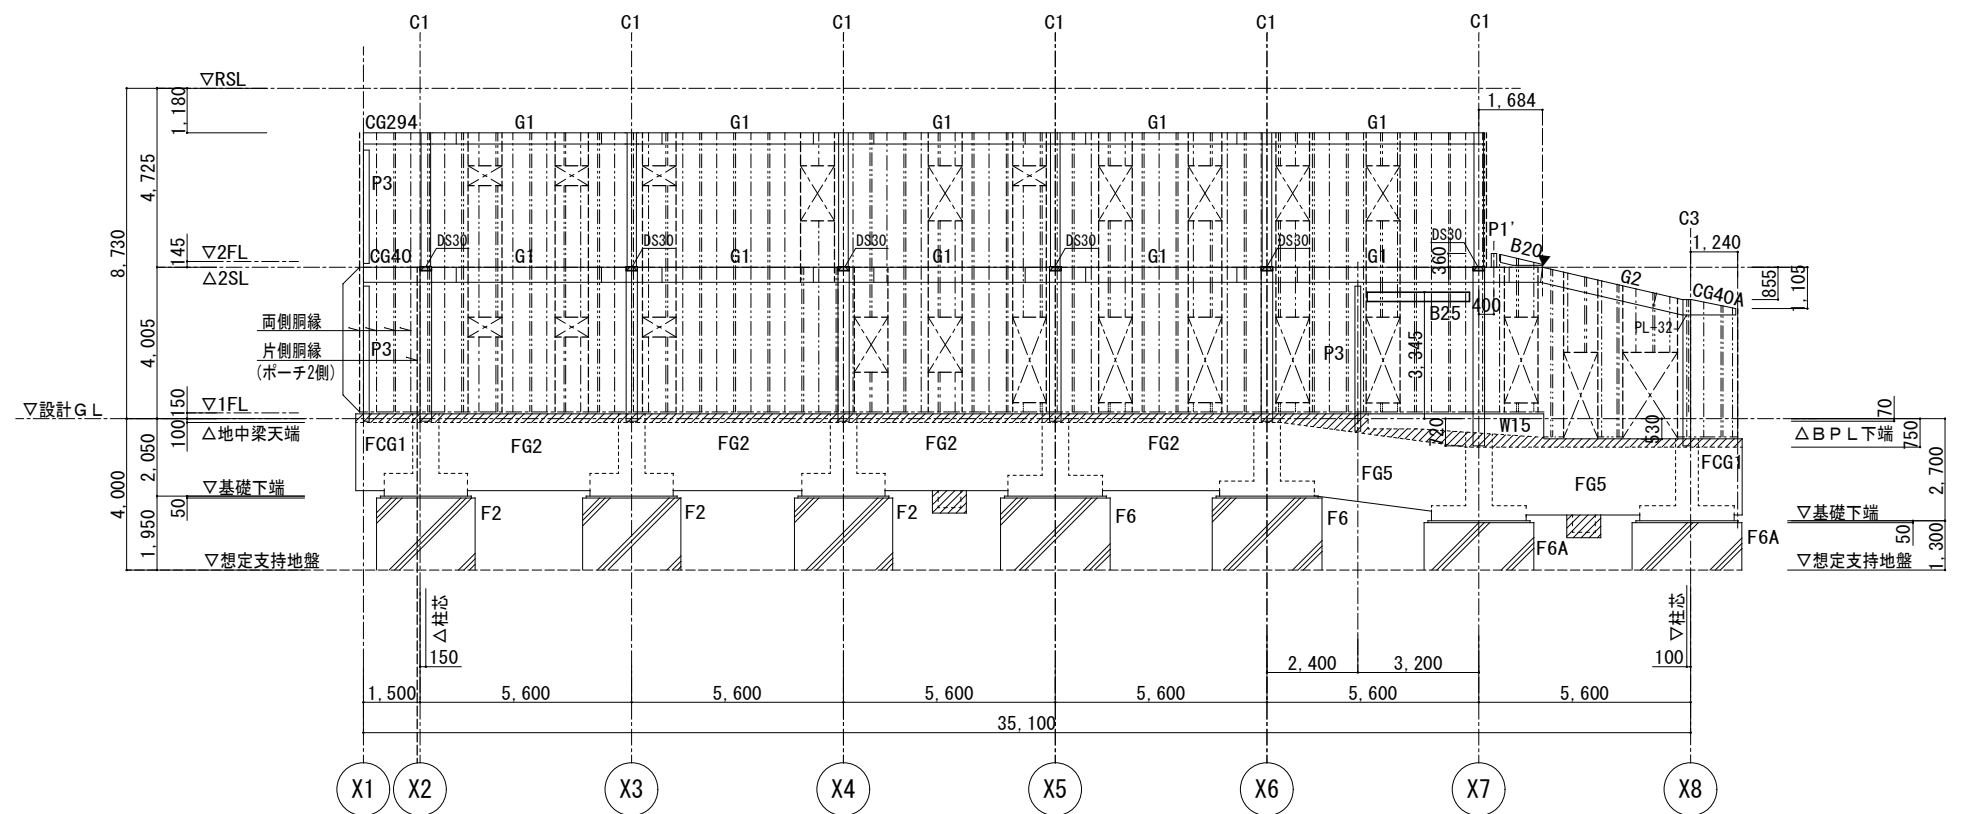 C1 C1 C1 C1 C1 C1
▽RSL
1,180
1,684
CG294 G1 G1 G1 G1 G1
4,725
P3
8,730
C3
P1'
DS30 DS30 DS30 DS30 DS30 DS30
1,240
▽2FL
145
CG40 G1 G1 G1 G1 G1
360
B20
△2SL
G2
855
1,105
CG40A
400
B25
両側胴縁
PL-32
4,005
片側胴縁
P3
P3
3,345
(ポーチ2側)
150
▽1FL
▽設計GL
70
100
△地中梁天端
FCG1 FG2 FG2 FG2 FG2
720
W15
530
△BPL下端
750
FCG1
2,050
FG5
FG5
2,700
4,000
▽基礎下端
50
F2 F2 F2 F6 F6
▽基礎下端
50
1,950
F6A F6A
1,300
▽想定支持地盤
▽想定支持地盤
△柱芯
▽柱芯
150
100
2,400 3,200
1,500 5,600 5,600 5,600 5,600 5,600 5,600
35,100
X1 X2 X3 X4 X5 X6 X7 X8